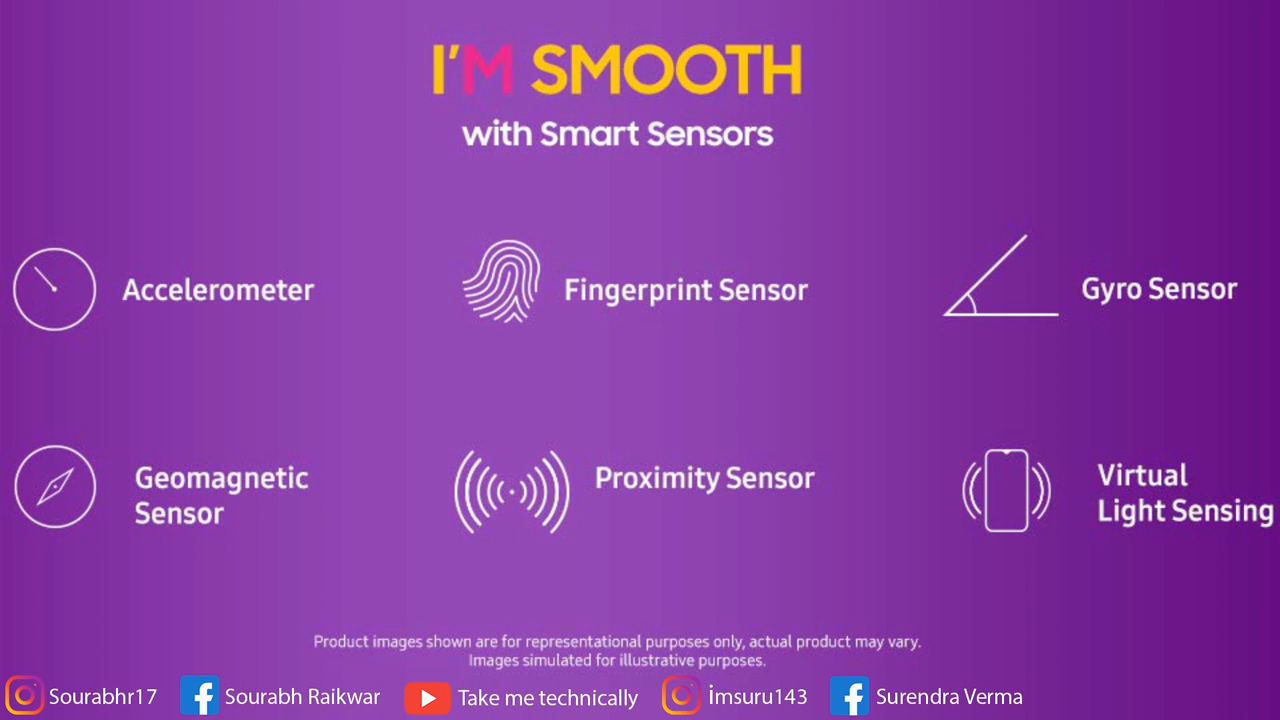 I'M SMOOTH
with Smart Sensors
Accelerometer
Fingerprint Sensor
Gyro Sensor
Geomagnetic
Sensor
Proximity Sensor
Virtual
Light Sensing
Product images shown are for representational purposes only, actual product may vary.
Images simulated for illustrative purposes.
Sourabhr17 Sourabh Raikwar Take me technically İmsuru143 Surendra Verma